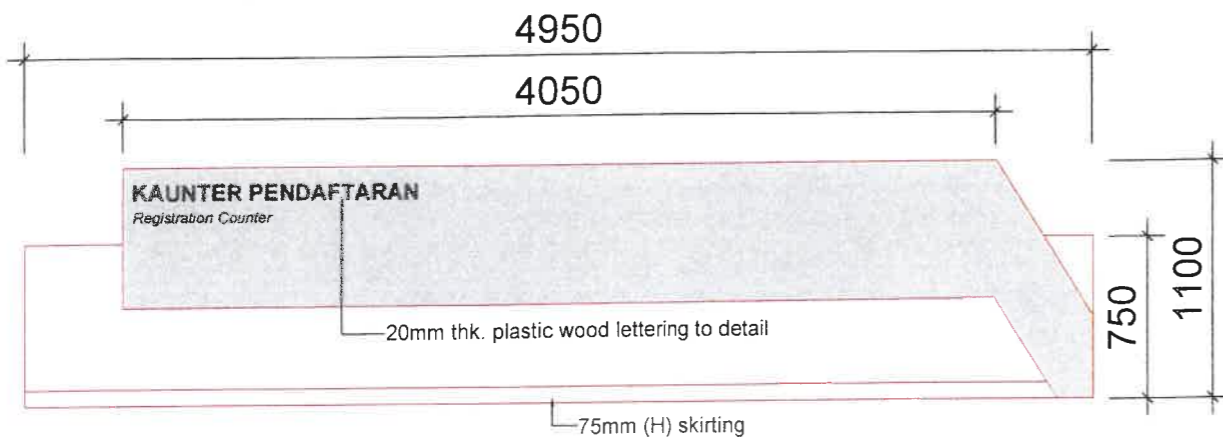 4950
4050
KAUNTER PENDAFTARAN
Registration Counter
20mm thk. plastic wood lettering to detail
75mm (H) skirting
750
1100